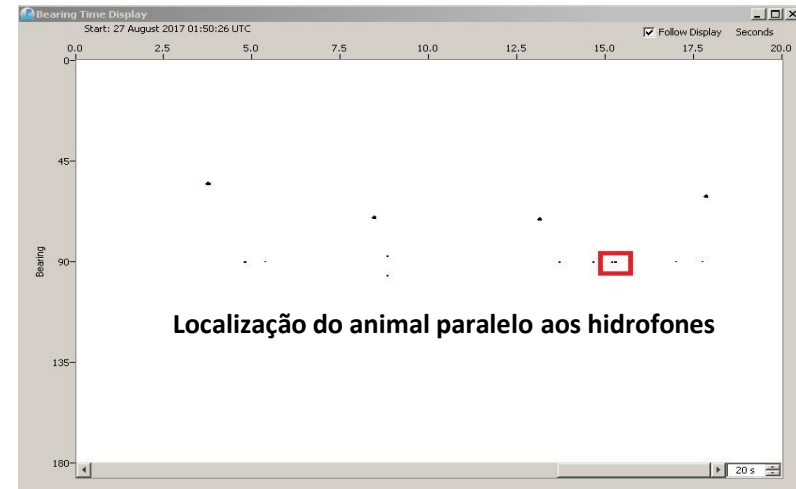 Bearing Time Display
Start: 27 August 2017 01:50:26 UTC
Follow Display Seconds
0.0 2.5 5.0 7.5 10.0 12.5 15.0 17.5 20.0
0
45
Bearing
90
Localização do animal paralelo aos hidrofones
135
180
20 s